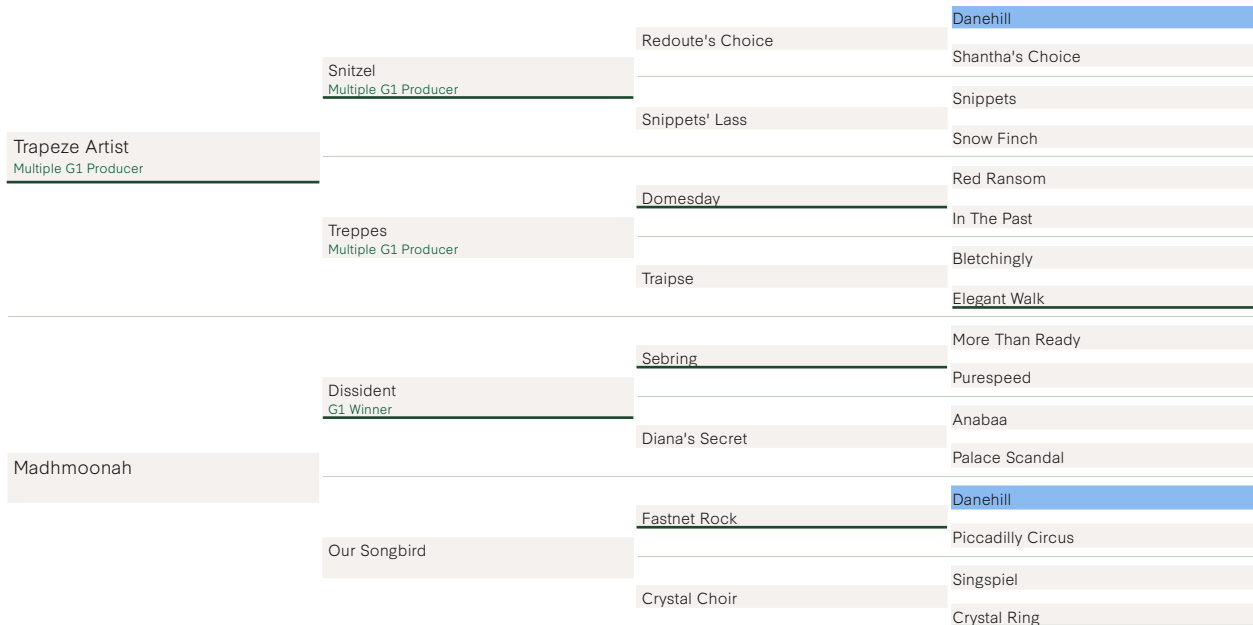 Trapeze Artist
Multiple G1 Producer
Madhmoonah
Snitzel
Multiple G1 Producer
Treppes
Multiple G1 Producer
Dissident
G1 Winner
Our Songbird
Redoute's Choice
Snippets' Lass
Domesday
Traipse
Sebring
Diana's Secret
Fastnet Rock
Crystal Choir
Danehill
Shantha's Choice
Snippets
Snow Finch
Red Ransom
In The Past
Bletchingly
Elegant Walk
More Than Ready
Purespeed
Anabaa
Palace Scandal
Danehill
Piccadilly Circus
Singspiel
Crystal Ring